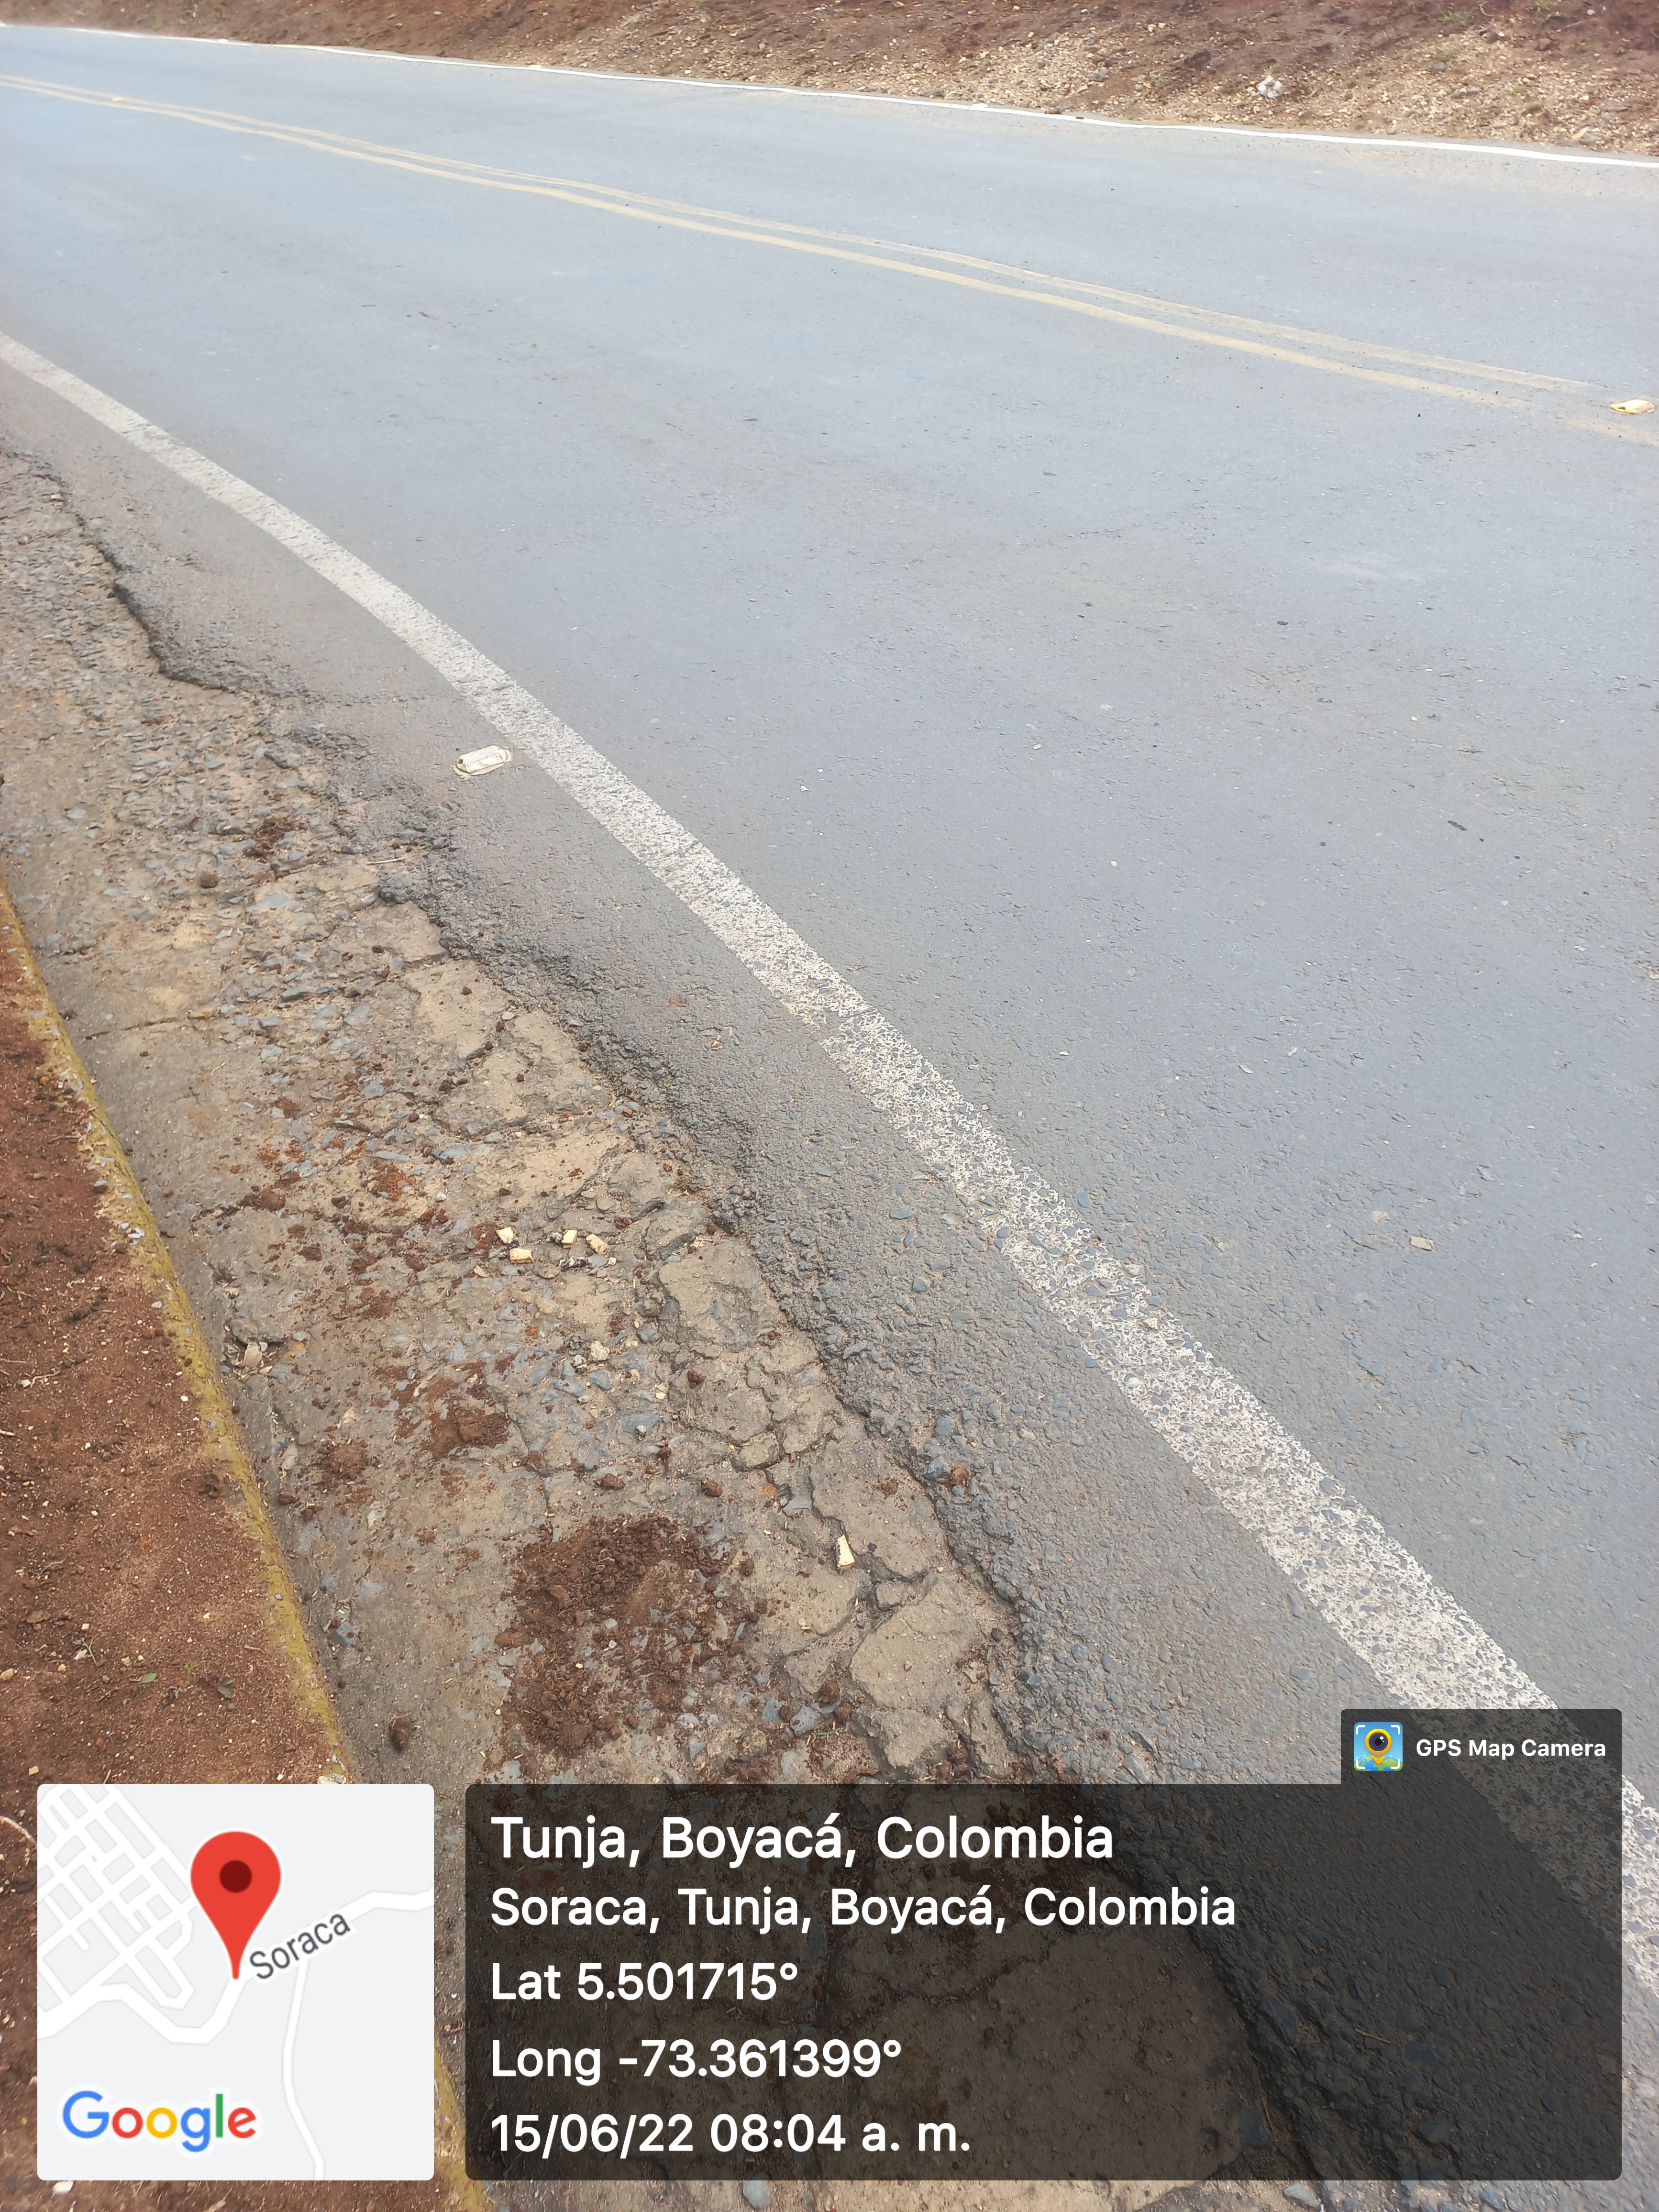 GPS Map Camera
Tunja, Boyacá, Colombia
Soraca, Tunja, Boyacá, Colombia
Lat 5.501715°
Long -73.361399°
15/06/22 08:04 a. m.
Soraca
Google